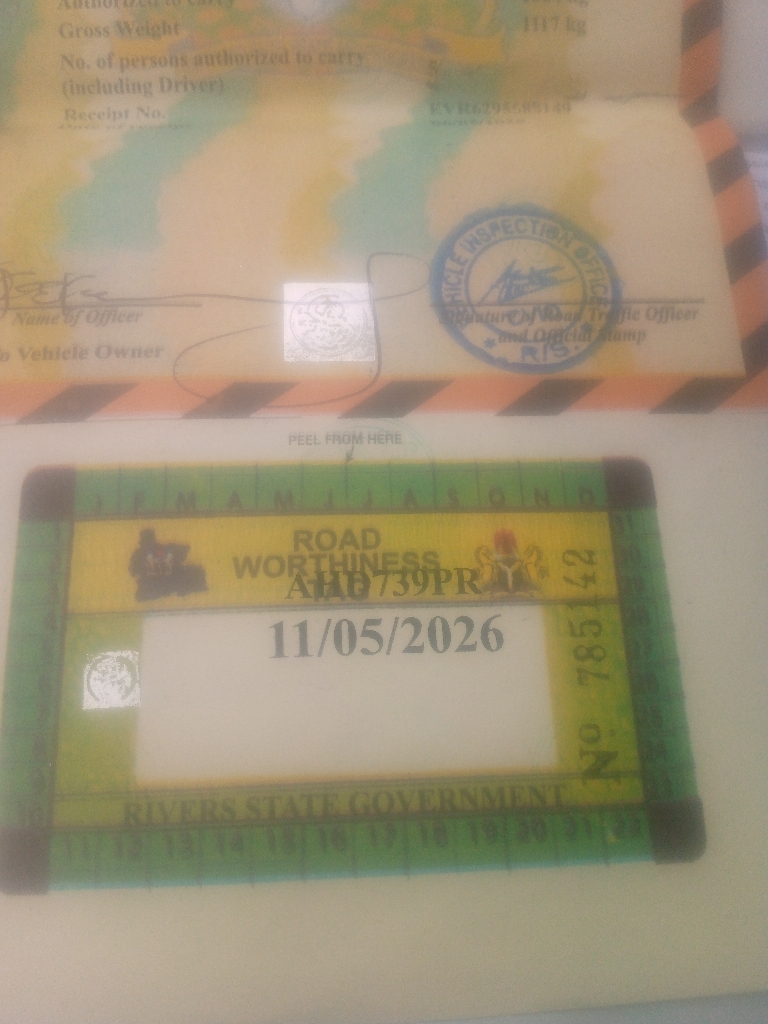 Authorized to carry
Gross Weight 1117 kg
No. of persons authorized to carry
(including Driver) 5
Receipt No.
Name of Officer
Signature of Road Traffic Officer
and Official Stamp
VEHICLE INSPECTION OFFICE
R/S.
Vehicle Owner
PEEL FROM HERE
J F M A M J J A S O N D
ROAD
WORTHINESS
AHD739PR
11/05/2026
No 785142
RIVERS STATE GOVERNMENT
11 12 13 14 15 16 17 18 19 20 21 22